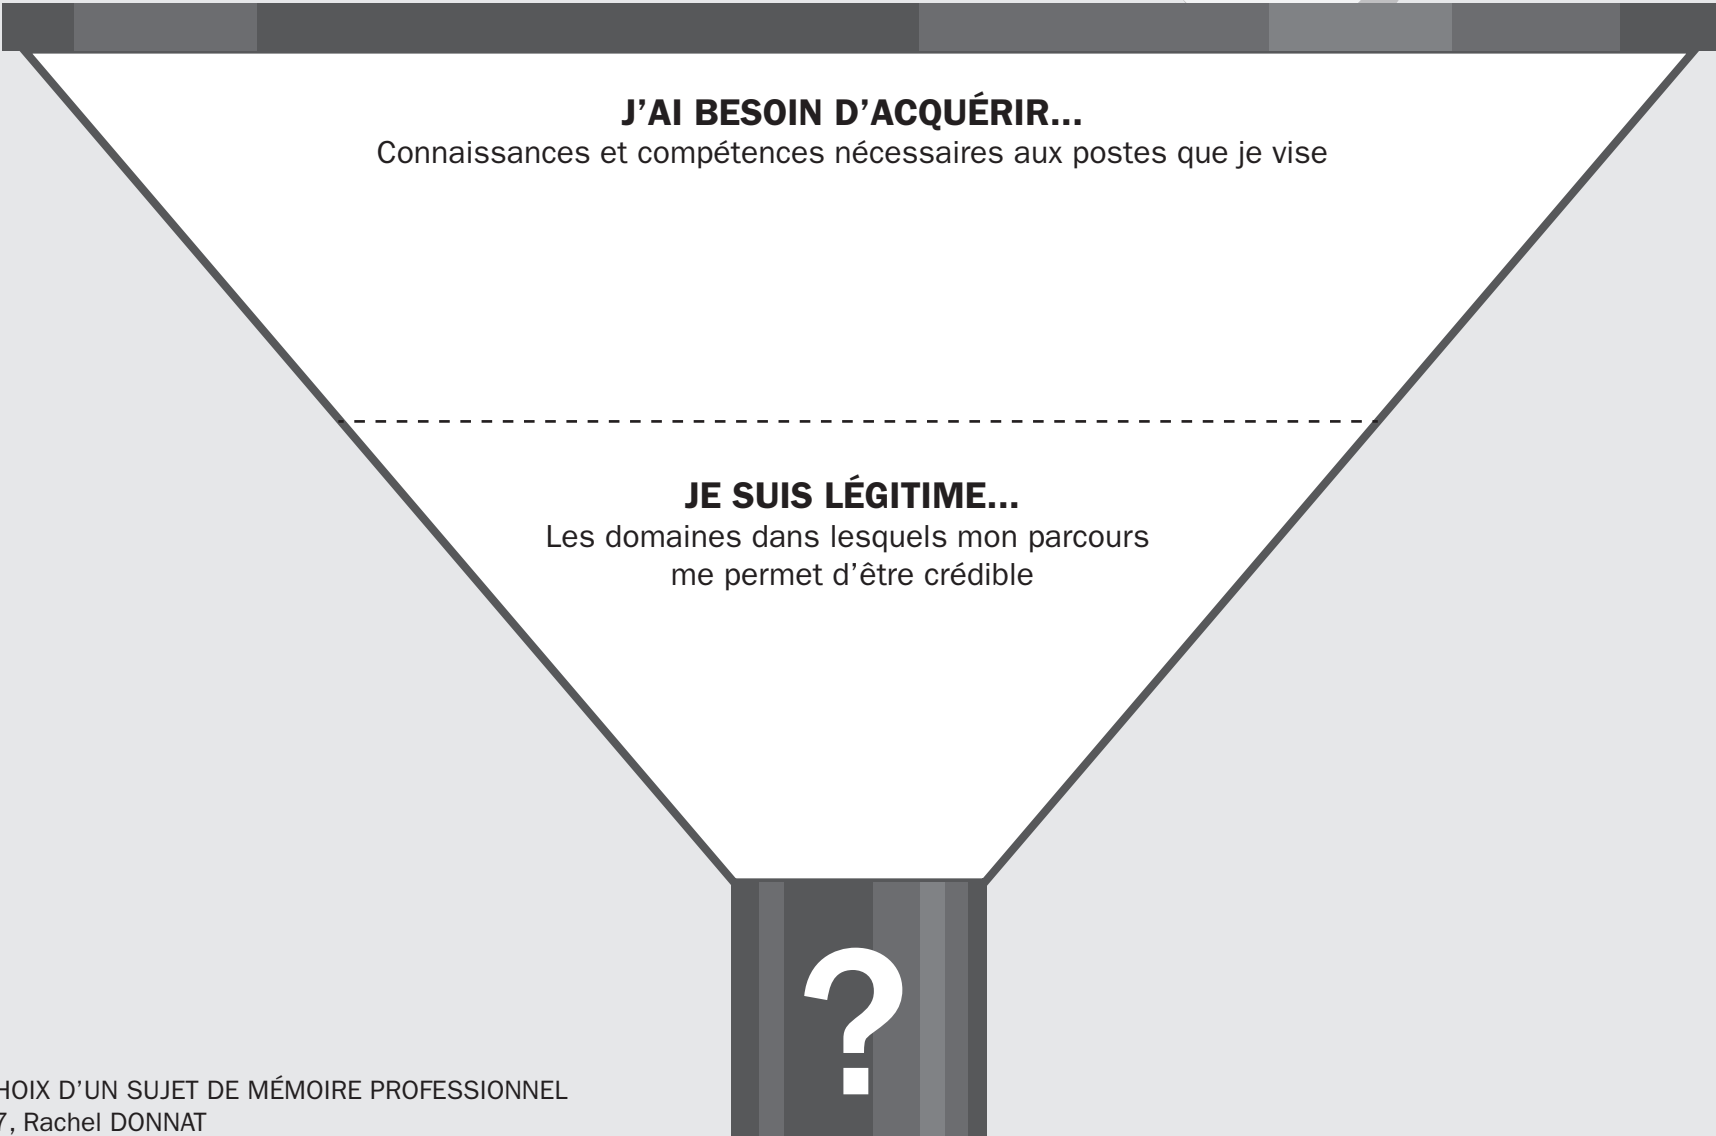 J’AI BESOIN D’ACQUÉRIR...
Connaissances et compétences nécessaires aux postes que je vise
JE SUIS LÉGITIME...
Les domaines dans lesquels mon parcours
me permet d’être crédible
?
HOIX D’UN SUJET DE MÉMOIRE PROFESSIONNEL
7, Rachel DONNAT